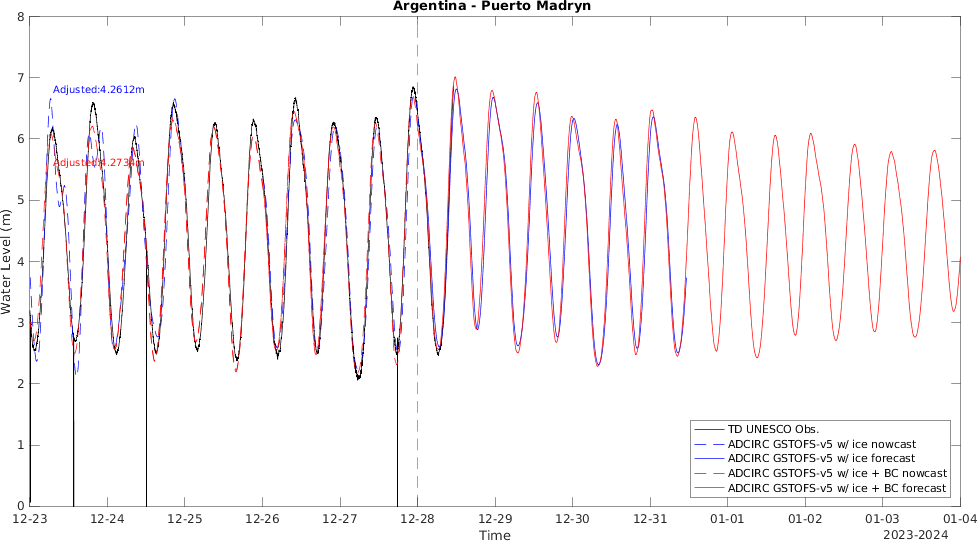 Argentina - Puerto Madryn
8
7
6
5
4
3
2
1
0
Water Level (m)
Adjusted:4.2612m
Adjusted:4.2734m
TD UNESCO Obs.
ADCIRC GSTOFS-v5 w/ ice nowcast
ADCIRC GSTOFS-v5 w/ ice forecast
ADCIRC GSTOFS-v5 w/ ice + BC nowcast
ADCIRC GSTOFS-v5 w/ ice + BC forecast
12-23 12-24 12-25 12-26 12-27 12-28 12-29 12-30 12-31 01-01 01-02 01-03 01-04
Time
2023-2024